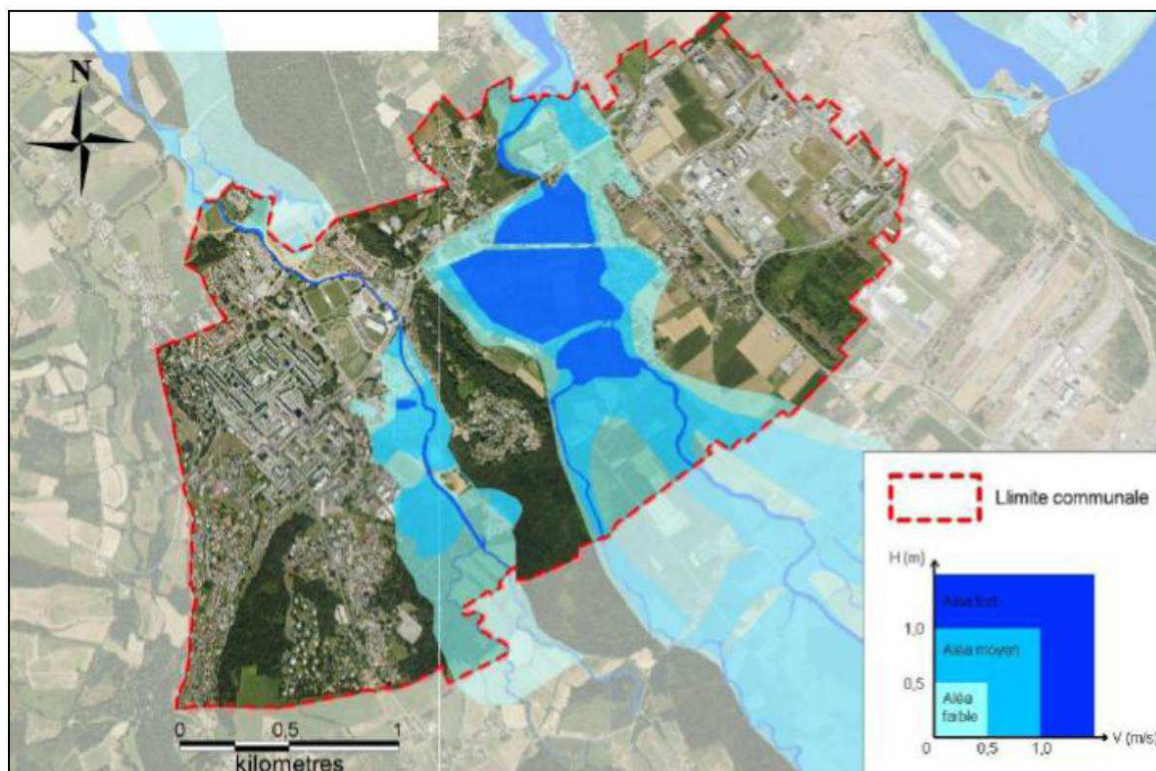 N
0 0,5 1
kilometres
Llimite communale
H (m)
Aléa fort
1,0
Aléa moyen
0,5
Aléa
faible
0 0,5 1,0 V (m/s)